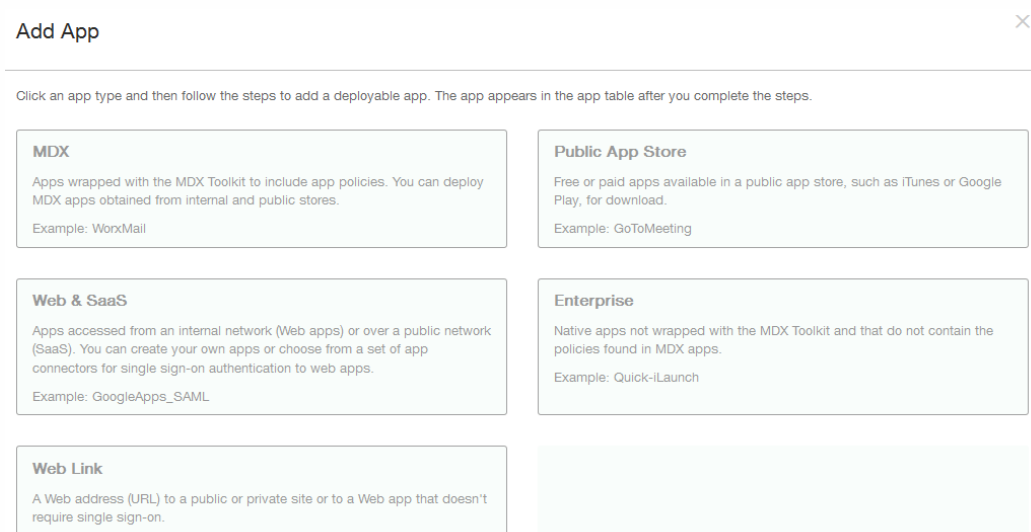 Add App
Click an app type and then follow the steps to add a deployable app. The app appears in the app table after you complete the steps.
MDX
Apps wrapped with the MDX Toolkit to include app policies. You can deploy
MDX apps obtained from internal and public stores.
Example: WorxMail
Public App Store
Free or paid apps available in a public app store, such as iTunes or Google
Play, for download.
Example: GoToMeeting
Web & SaaS
Apps accessed from an internal network (Web apps) or over a public network
(SaaS). You can create your own apps or choose from a set of app
connectors for single sign-on authentication to web apps.
Example: GoogleApps_SAML
Enterprise
Native apps not wrapped with the MDX Toolkit and that do not contain the
policies found in MDX apps.
Example: Quick-iLaunch
Web Link
A Web address (URL) to a public or private site or to a Web app that doesn't
require single sign-on.